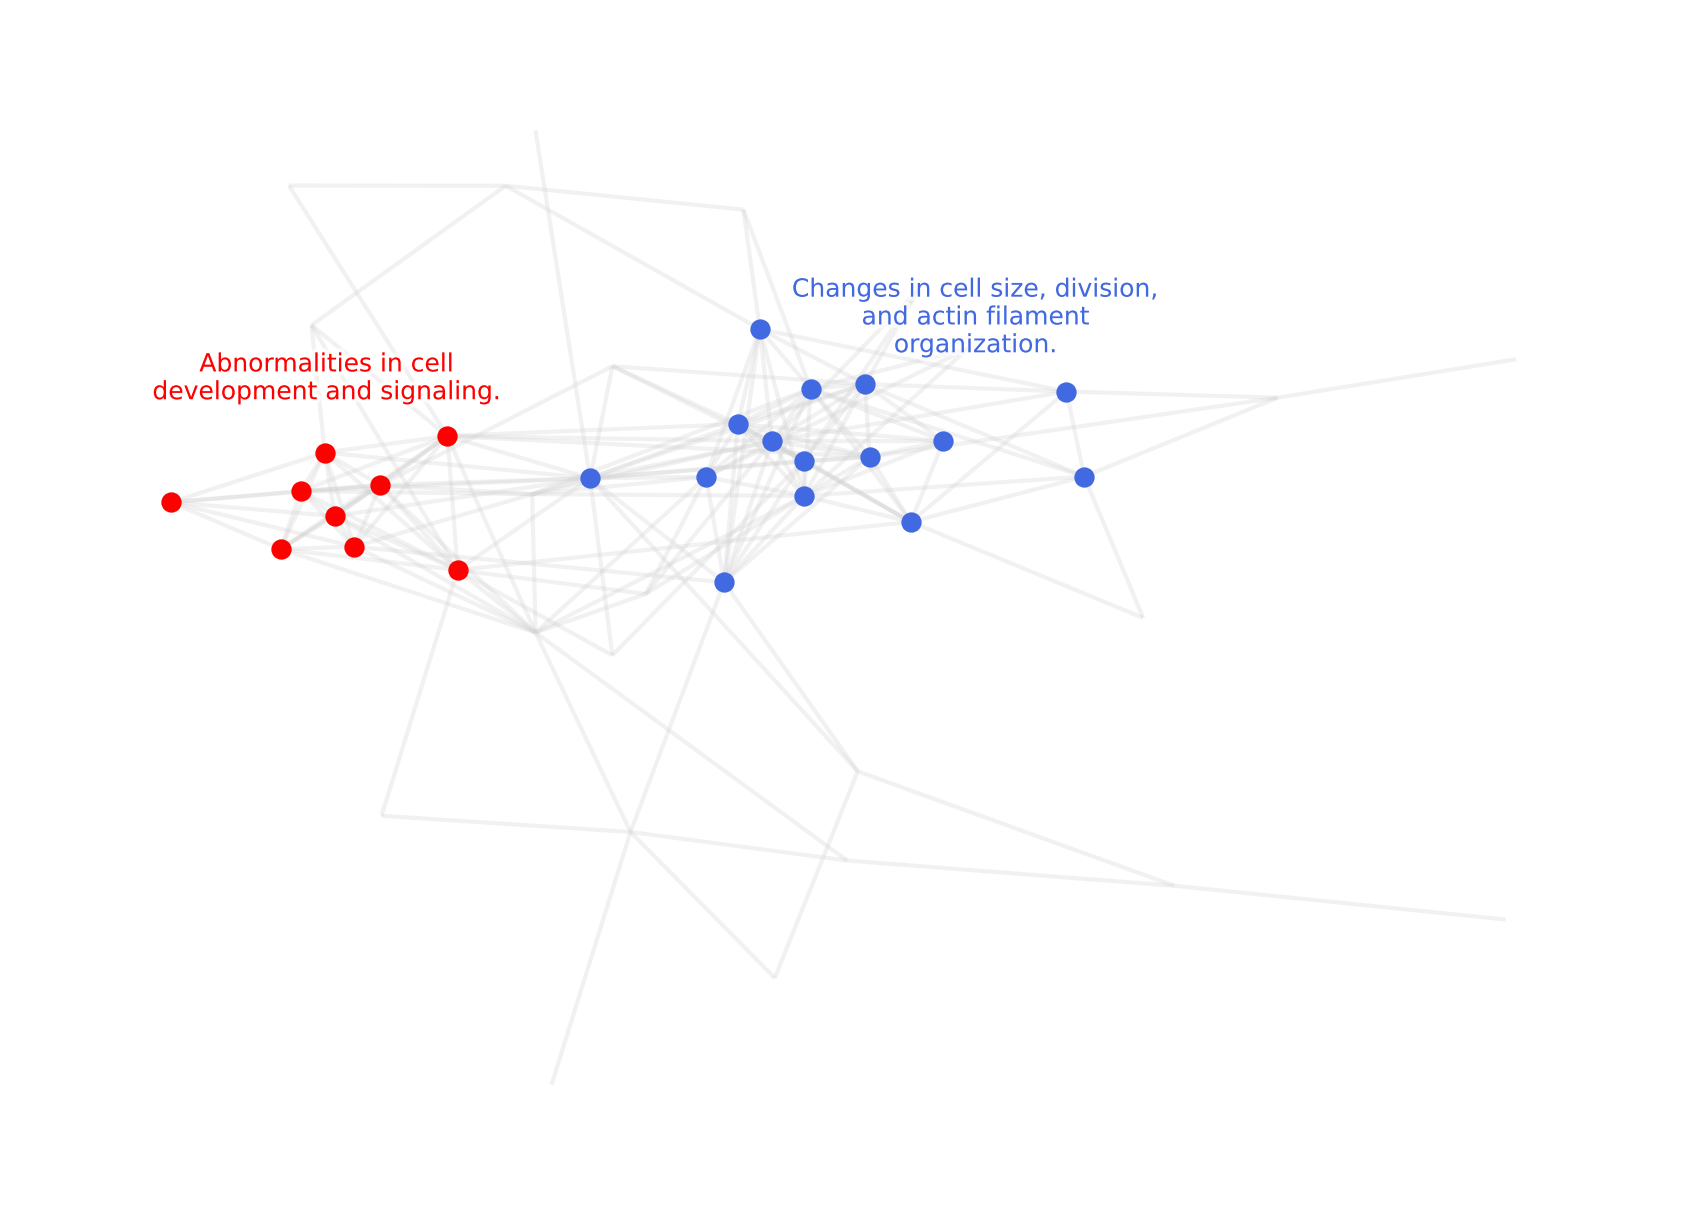 Changes in cell size, division,
and actin filament
organization.
Abnormalities in cell
development and signaling.